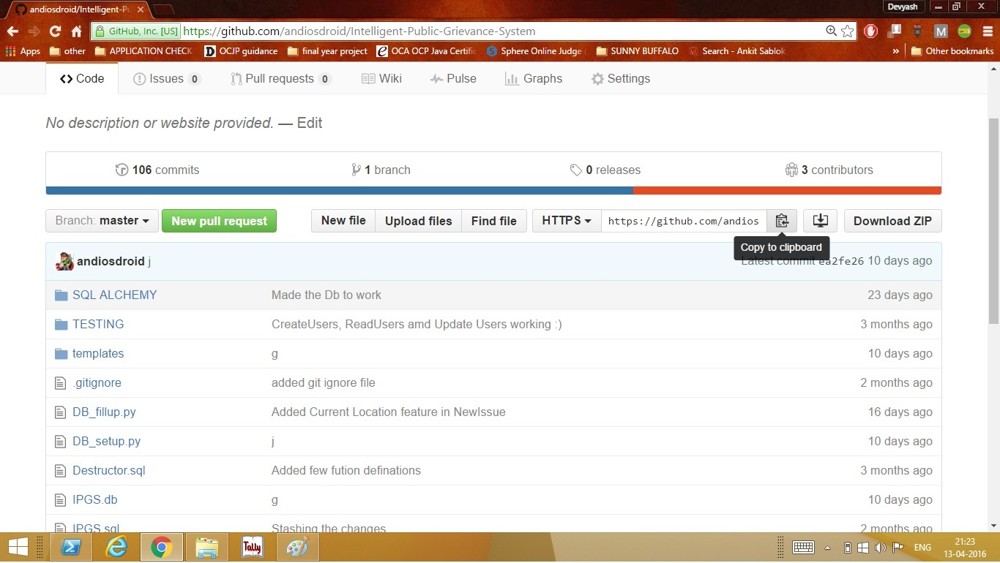 andiosdroid/Intelligent-Pu
Devyash
GitHub, Inc. [US] https://github.com/andiosdroid/Intelligent-Public-Grievance-System
M
Apps other APPLICATION CHECK D OCJP guidance final year project e OCA OCP Java Certific S Sphere Online Judge SUNNY BUFFALO Search - Ankit Sablok » Other bookmarks
<> Code Issues 0 Pull requests 0 Wiki Pulse Graphs Settings
No description or website provided. — Edit
106 commits 1 branch 0 releases 3 contributors
Branch: master New pull request New file Upload files Find file HTTPS https://github.com/andios Download ZIP
Copy to clipboard
andiosdroid j Latest commit ea2fe26 10 days ago
SQL ALCHEMY Made the Db to work 23 days ago
TESTING CreateUsers, ReadUsers amd Update Users working :) 3 months ago
templates g 10 days ago
.gitignore added git ignore file 2 months ago
DB_fillup.py Added Current Location feature in NewIssue 16 days ago
DB_setup.py j 10 days ago
Destructor.sql Added few fution definations 3 months ago
IPGS.db g 10 days ago
IPGS.sql Stashing the changes 2 months ago
Tally ENG 21:23
13-04-2016